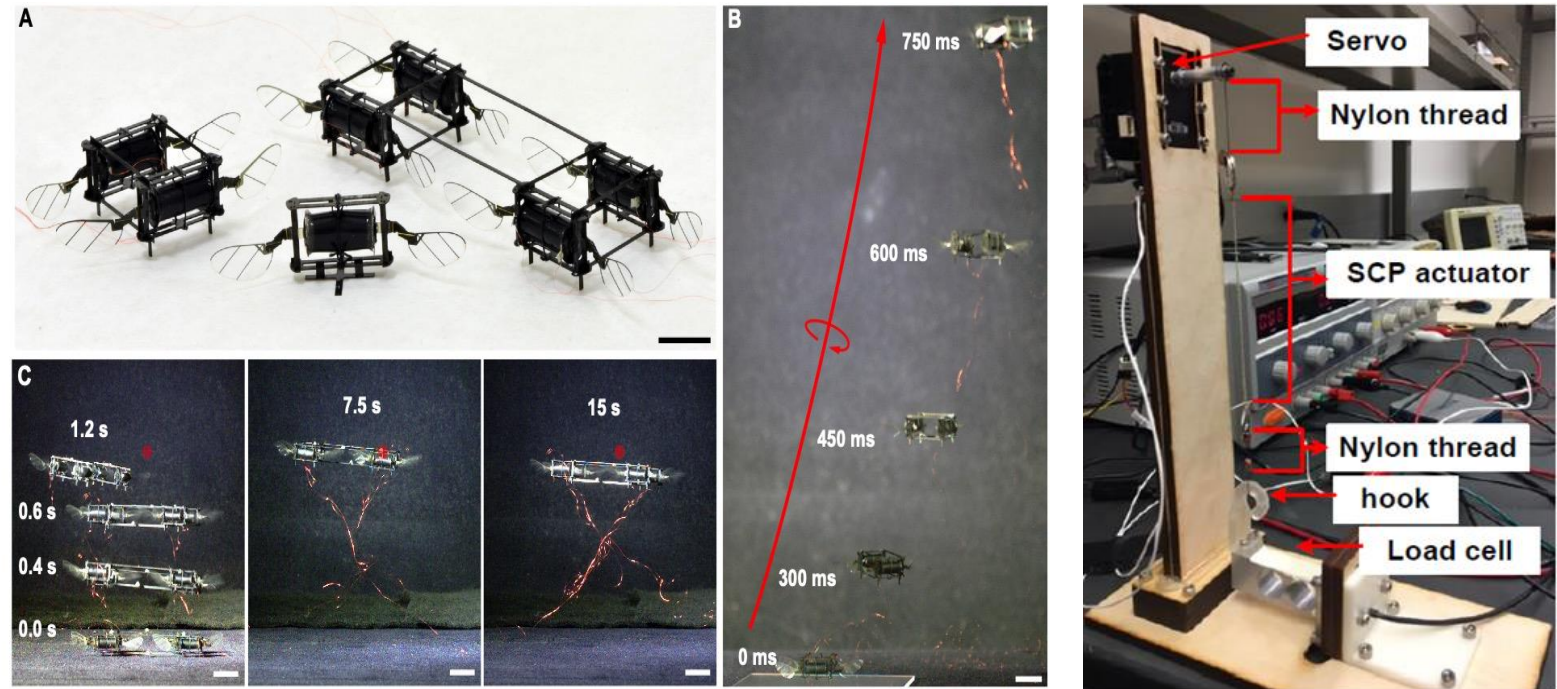 A
B
750 ms
600 ms
450 ms
300 ms
0 ms
C
1.2 s
0.6 s
0.4 s
0.0 s
7.5 s
15 s
Servo
Nylon thread
SCP actuator
Nylon thread
hook
Load cell